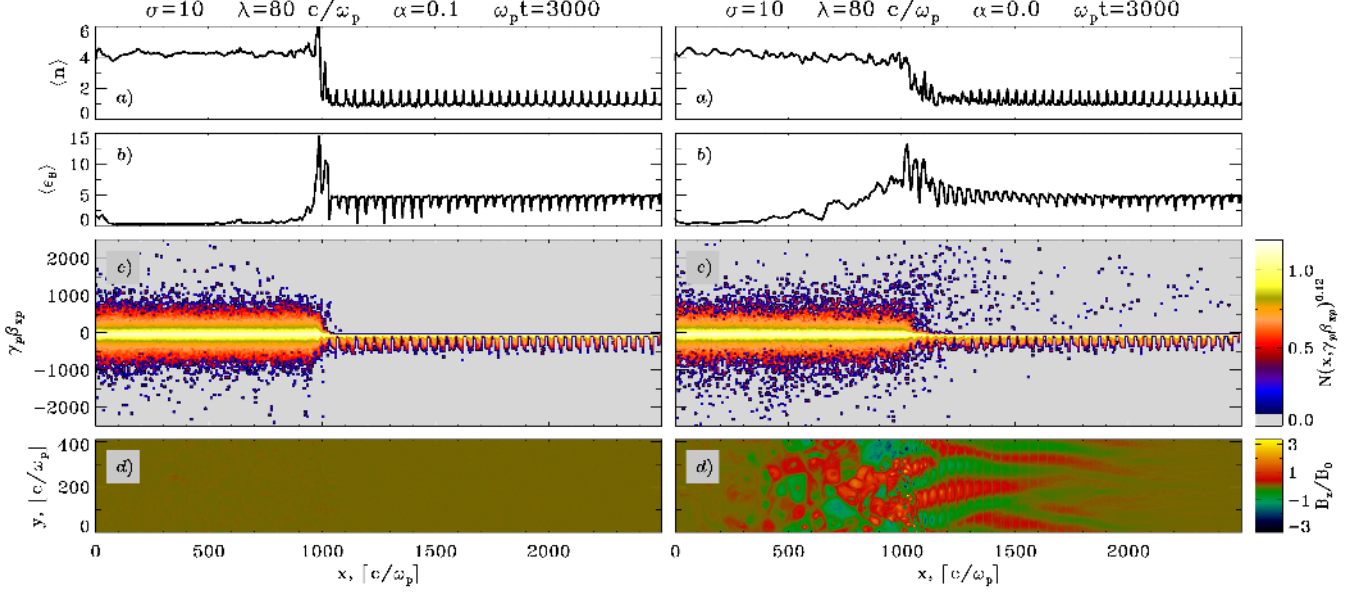 σ=10 λ=80 c/ω_p α=0.1 ω_pt=3000
6
4
2
0
⟨n⟩
a)
15
10
5
0
⟨ϵ_B⟩
b)
2000
1000
0
-1000
-2000
γ_pβ_xp
c)
400
200
0
y, [c/ω_p]
d)
0 500 1000 1500 2000
x, [c/ω_p]
σ=10 λ=80 c/ω_p α=0.0 ω_pt=3000
a)
b)
c)
d)
0 500 1000 1500 2000
x, [c/ω_p]
1.0
0.5
0.0
N(x,γ_pβ_xp)^0.12
3
1
-1
-3
B_z/B_0